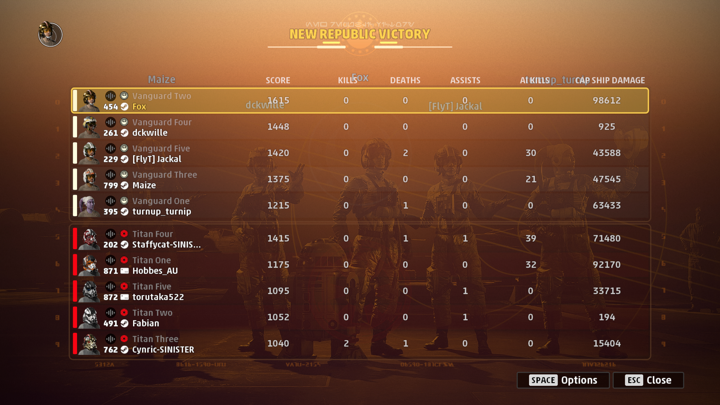 NEW REPUBLIC VICTORY
Maize
Fox
turnup_turnip
SCORE KILLS DEATHS ASSISTS AI KILLS CAP SHIP DAMAGE
dckwille
[FlyT] Jackal
Vanguard Two
454 Fox 1615 0 0 0 0 98612
Vanguard Four
261 dckwille 1448 0 0 0 0 925
Vanguard Five
229 [FlyT] Jackal 1420 0 2 0 30 43588
Vanguard Three
799 Maize 1375 0 0 0 21 47545
Vanguard One
395 turnup_turnip 1215 0 1 0 0 63433
Titan Four
202 Staffycat-SINIS... 1415 0 1 1 39 71480
Titan One
871 Hobbes_AU 1175 0 0 0 32 92170
Titan Five
872 torutaka522 1095 0 0 1 0 33715
Titan Two
491 Fabian 1052 0 0 1 0 194
Titan Three
762 Cynric-SINISTER 1040 2 1 0 0 15404
SPACE Options ESC Close